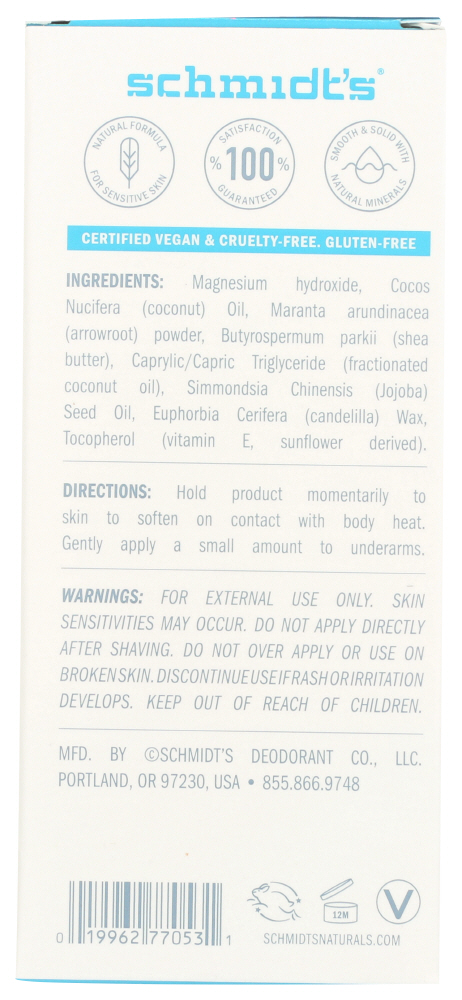 schmidt's®
NATURAL FORMULA
FOR SENSITIVE SKIN
SATISFACTION
%100%
GUARANTEED
SMOOTH & SOLID WITH
NATURAL MINERALS
CERTIFIED VEGAN & CRUELTY-FREE. GLUTEN-FREE
INGREDIENTS: Magnesium hydroxide, Cocos
Nucifera (coconut) Oil, Maranta arundinacea
(arrowroot) powder, Butyrospermum parkii (shea
butter), Caprylic/Capric Triglyceride (fractionated
coconut oil), Simmondsia Chinensis (Jojoba)
Seed Oil, Euphorbia Cerifera (candelilla) Wax,
Tocopherol (vitamin E, sunflower derived).
DIRECTIONS: Hold product momentarily to
skin to soften on contact with body heat.
Gently apply a small amount to underarms.
WARNINGS: FOR EXTERNAL USE ONLY. SKIN
SENSITIVITIES MAY OCCUR. DO NOT APPLY DIRECTLY
AFTER SHAVING. DO NOT OVER APPLY OR USE ON
BROKEN SKIN. DISCONTINUE USE IF RASH OR IRRITATION
DEVELOPS. KEEP OUT OF REACH OF CHILDREN.
MFD. BY ©SCHMIDT'S DEODORANT CO., LLC.
PORTLAND, OR 97230, USA • 855.866.9748
12M
V
0 19962 77053 1
SCHMIDTSNATURALS.COM